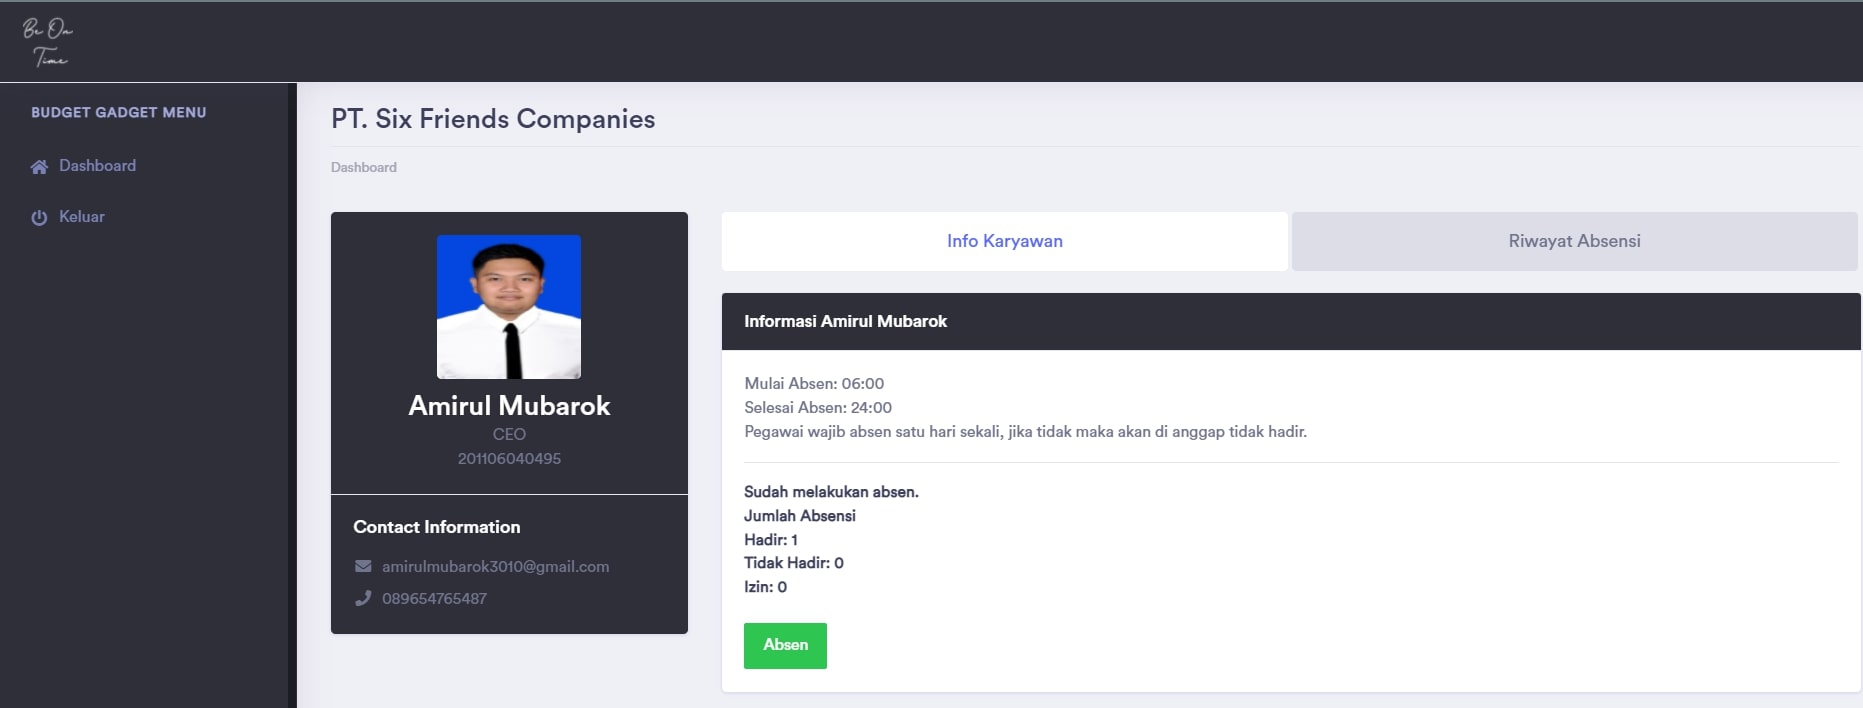 Be On
Time
BUDGET GADGET MENU
Dashboard
Keluar
PT. Six Friends Companies
Dashboard
Amirul Mubarok
CEO
201106040495
Contact Information
amirulmubarok3010@gmail.com
089654765487
Info Karyawan
Riwayat Absensi
Informasi Amirul Mubarok
Mulai Absen: 06:00
Selesai Absen: 24:00
Pegawai wajib absen satu hari sekali, jika tidak maka akan di anggap tidak hadir.
Sudah melakukan absen.
Jumlah Absensi
Hadir: 1
Tidak Hadir: 0
Izin: 0
Absen